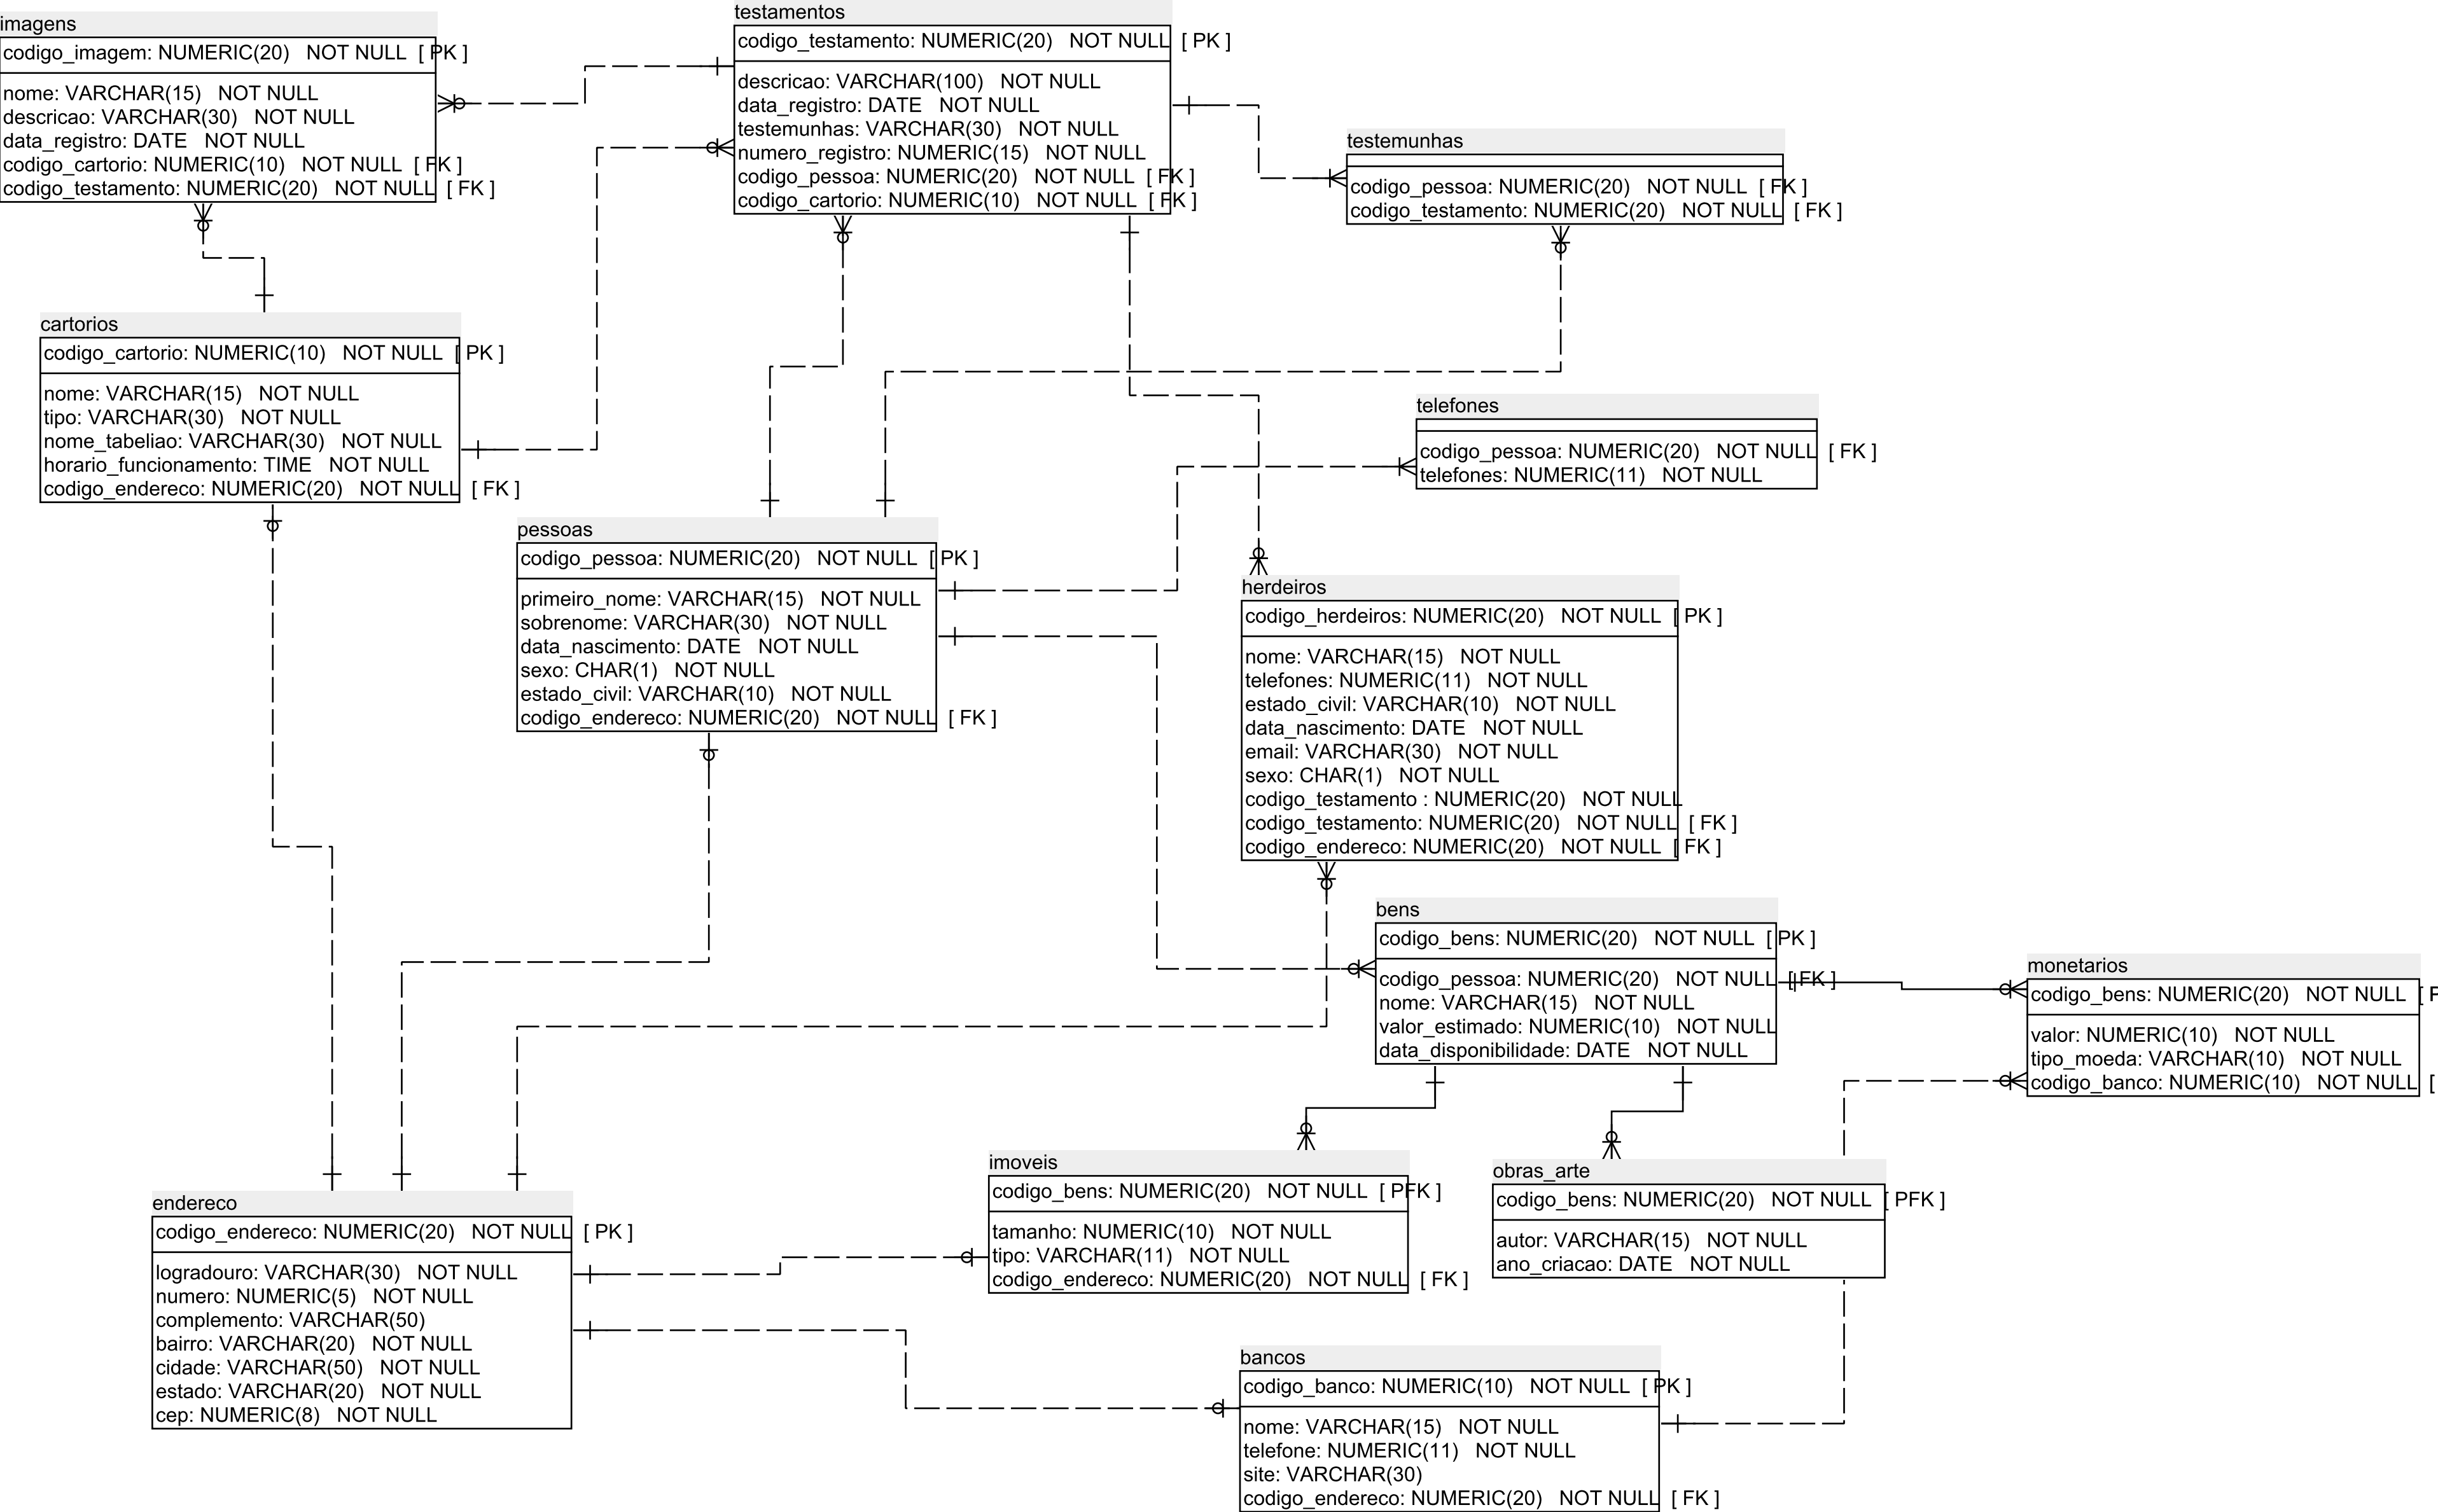 imagens
codigo_imagem: NUMERIC(20)   NOT NULL  [ PK ]
nome: VARCHAR(15)   NOT NULL
descricao: VARCHAR(30)   NOT NULL
data_registro: DATE   NOT NULL
codigo_cartorio: NUMERIC(10)   NOT NULL  [ FK ]
codigo_testamento: NUMERIC(20)   NOT NULL  [ FK ]
testamentos
codigo_testamento: NUMERIC(20)   NOT NULL  [ PK ]
descricao: VARCHAR(100)   NOT NULL
data_registro: DATE   NOT NULL
testemunhas: VARCHAR(30)   NOT NULL
numero_registro: NUMERIC(15)   NOT NULL
codigo_pessoa: NUMERIC(20)   NOT NULL  [ FK ]
codigo_cartorio: NUMERIC(10)   NOT NULL  [ FK ]
testemunhas
codigo_pessoa: NUMERIC(20)   NOT NULL  [ FK ]
codigo_testamento: NUMERIC(20)   NOT NULL  [ FK ]
cartorios
codigo_cartorio: NUMERIC(10)   NOT NULL  [ PK ]
nome: VARCHAR(15)   NOT NULL
tipo: VARCHAR(30)   NOT NULL
nome_tabeliao: VARCHAR(30)   NOT NULL
horario_funcionamento: TIME   NOT NULL
codigo_endereco: NUMERIC(20)   NOT NULL  [ FK ]
telefones
codigo_pessoa: NUMERIC(20)   NOT NULL  [ FK ]
telefones: NUMERIC(11)   NOT NULL
pessoas
codigo_pessoa: NUMERIC(20)   NOT NULL  [ PK ]
primeiro_nome: VARCHAR(15)   NOT NULL
sobrenome: VARCHAR(30)   NOT NULL
data_nascimento: DATE   NOT NULL
sexo: CHAR(1)   NOT NULL
estado_civil: VARCHAR(10)   NOT NULL
codigo_endereco: NUMERIC(20)   NOT NULL  [ FK ]
herdeiros
codigo_herdeiros: NUMERIC(20)   NOT NULL  [ PK ]
nome: VARCHAR(15)   NOT NULL
telefones: NUMERIC(11)   NOT NULL
estado_civil: VARCHAR(10)   NOT NULL
data_nascimento: DATE   NOT NULL
email: VARCHAR(30)   NOT NULL
sexo: CHAR(1)   NOT NULL
codigo_testamento : NUMERIC(20)   NOT NULL
codigo_testamento: NUMERIC(20)   NOT NULL  [ FK ]
codigo_endereco: NUMERIC(20)   NOT NULL  [ FK ]
bens
codigo_bens: NUMERIC(20)   NOT NULL  [ PK ]
codigo_pessoa: NUMERIC(20)   NOT NULL  [ FK ]
nome: VARCHAR(15)   NOT NULL
valor_estimado: NUMERIC(10)   NOT NULL
data_disponibilidade: DATE   NOT NULL
monetarios
codigo_bens: NUMERIC(20)   NOT NULL  [
valor: NUMERIC(10)   NOT NULL
tipo_moeda: VARCHAR(10)   NOT NULL
codigo_banco: NUMERIC(10)   NOT NULL  [
imoveis
codigo_bens: NUMERIC(20)   NOT NULL  [ PFK ]
tamanho: NUMERIC(10)   NOT NULL
tipo: VARCHAR(11)   NOT NULL
codigo_endereco: NUMERIC(20)   NOT NULL  [ FK ]
obras_arte
codigo_bens: NUMERIC(20)   NOT NULL  [ PFK ]
autor: VARCHAR(15)   NOT NULL
ano_criacao: DATE   NOT NULL
endereco
codigo_endereco: NUMERIC(20)   NOT NULL  [ PK ]
logradouro: VARCHAR(30)   NOT NULL
numero: NUMERIC(5)   NOT NULL
complemento: VARCHAR(50)
bairro: VARCHAR(20)   NOT NULL
cidade: VARCHAR(50)   NOT NULL
estado: VARCHAR(20)   NOT NULL
cep: NUMERIC(8)   NOT NULL
bancos
codigo_banco: NUMERIC(10)   NOT NULL  [ PK ]
nome: VARCHAR(15)   NOT NULL
telefone: NUMERIC(11)   NOT NULL
site: VARCHAR(30)
codigo_endereco: NUMERIC(20)   NOT NULL  [ FK ]